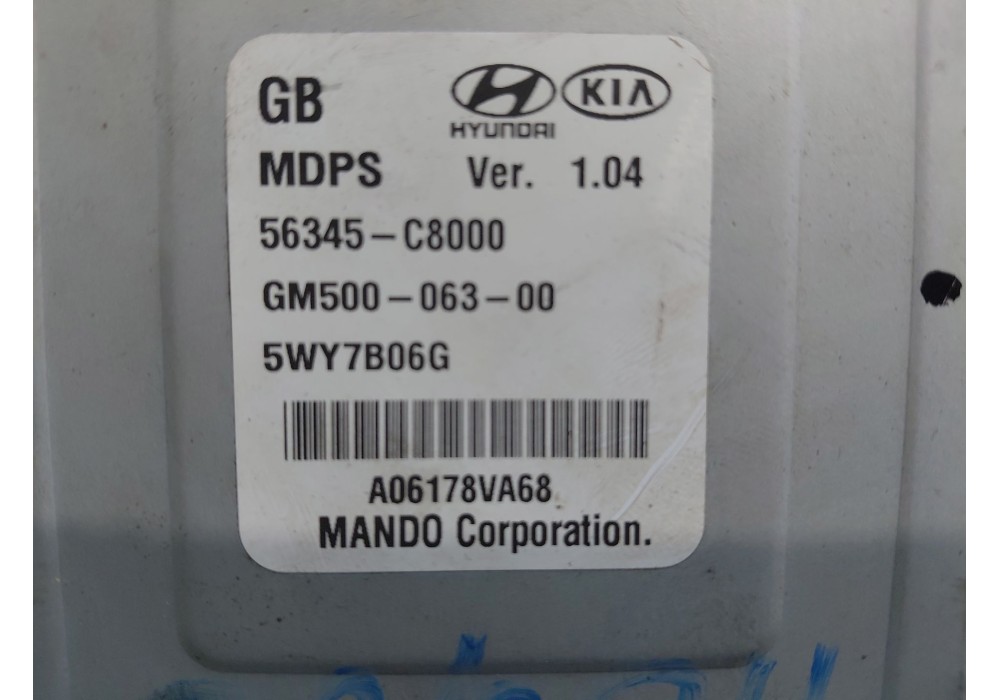 GB HYUNDAI KIA
MDPS Ver. 1.04
56345-C8000
GM500-063-00
5WY7B06G
A06178VA68
MANDO Corporation.